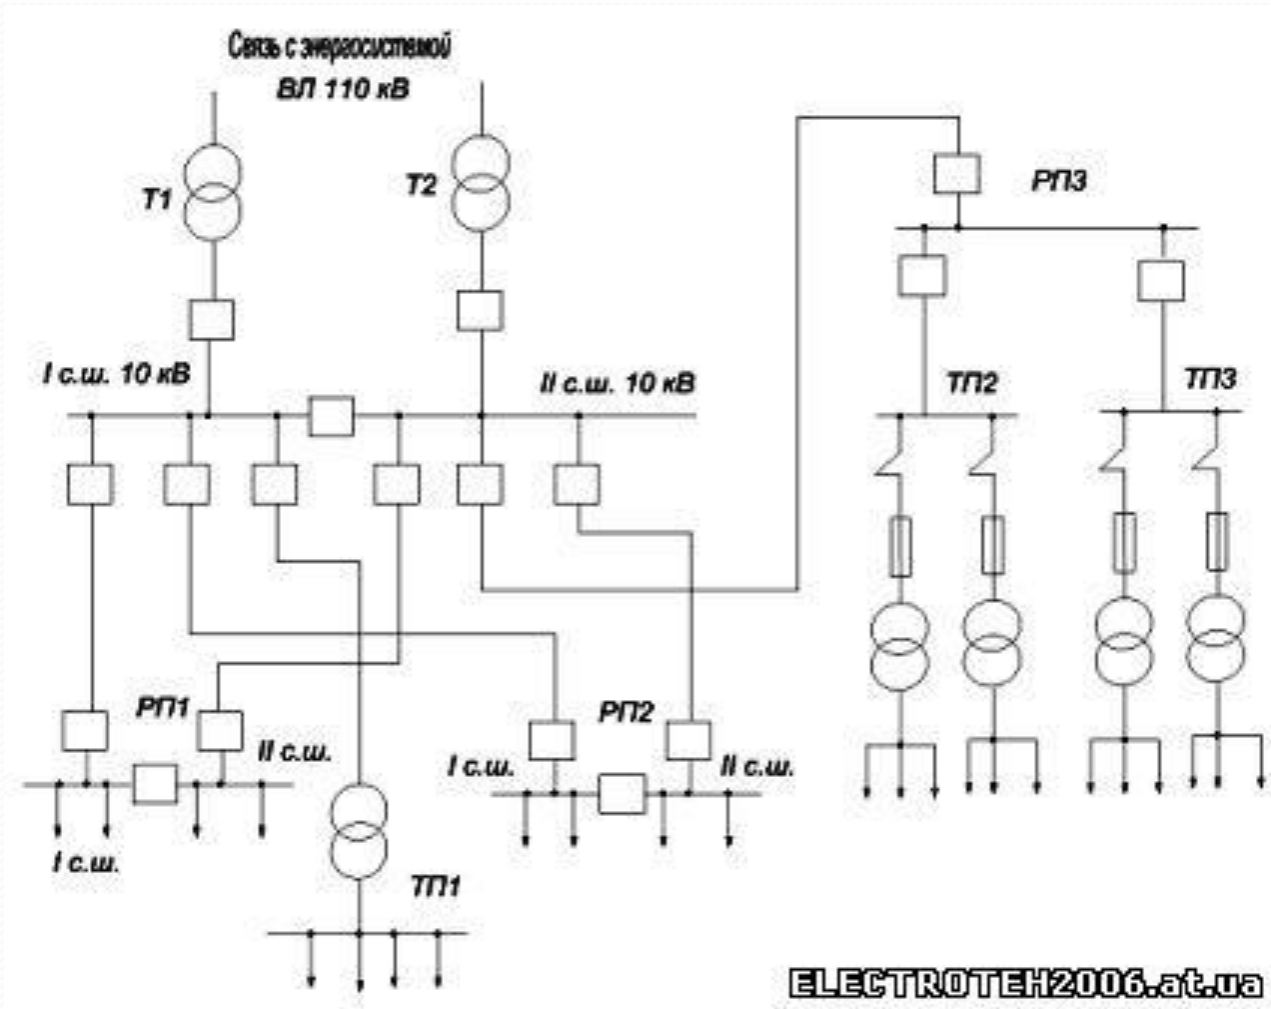 Связь с энергосистемой
ВЛ 110 кВ
Т1
Т2
РП3
I с.ш. 10 кВ
II с.ш. 10 кВ
ТП2
ТП3
РП1
II с.ш.
РП2
I с.ш.
II с.ш.
I с.ш.
ТП1
ELECTROTEH2006.at.ua